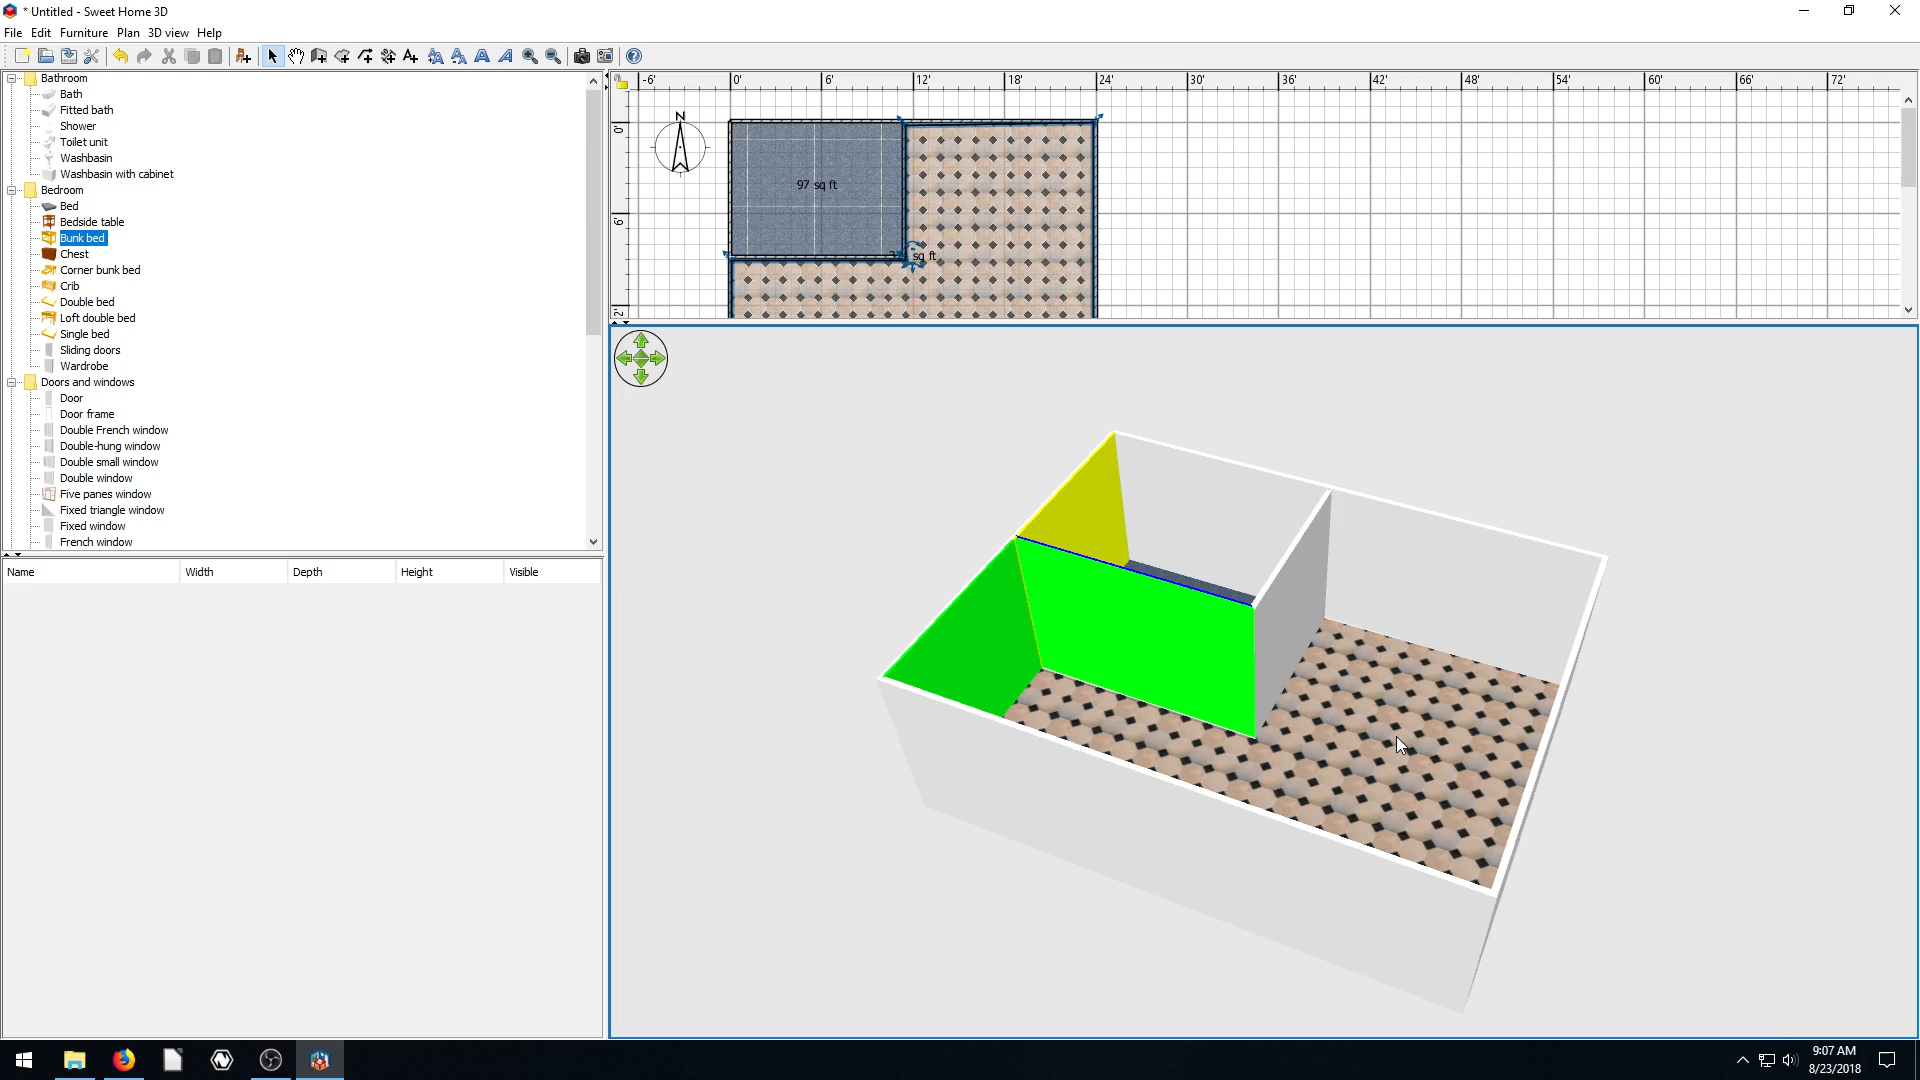 * Untitled - Sweet Home 3D
File Edit Furniture Plan 3D view Help
Bathroom
Bath
Fitted bath
Shower
Toilet unit
Washbasin
Washbasin with cabinet
Bedroom
Bed
Bedside table
Bunk bed
Chest
Corner bunk bed
Crib
Double bed
Loft double bed
Single bed
Sliding doors
Wardrobe
Doors and windows
Door
Door frame
Double French window
Double-hung window
Double small window
Double window
Five panes window
Fixed triangle window
Fixed window
French window
Name Width Depth Height Visible
-6' 0' 6' 12' 18' 24' 30' 36' 42' 48' 54' 60' 66' 72'
0'
6'
2'
N
97 sq ft
sq ft
9:07 AM
8/23/2018